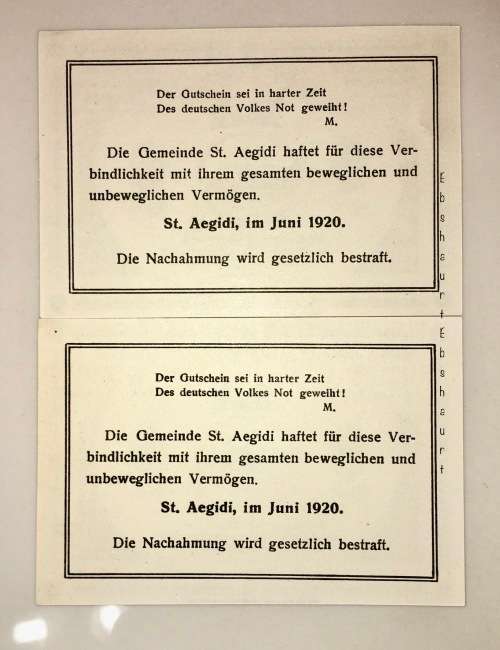 Der Gutschein sei in harter Zeit
Des deutschen Volkes Not geweiht!
M.
Die Gemeinde St. Aegidi haftet für diese Ver-
bindlichkeit mit ihrem gesamten beweglichen und
unbeweglichen Vermögen.
St. Aegidi, im Juni 1920.
Die Nachahmung wird gesetzlich bestraft.
Ebshaurt
Der Gutschein sei in harter Zeit
Des deutschen Volkes Not geweiht!
M.
Die Gemeinde St. Aegidi haftet für diese Ver-
bindlichkeit mit ihrem gesamten beweglichen und
unbeweglichen Vermögen.
St. Aegidi, im Juni 1920.
Die Nachahmung wird gesetzlich bestraft.
Ebshaurt